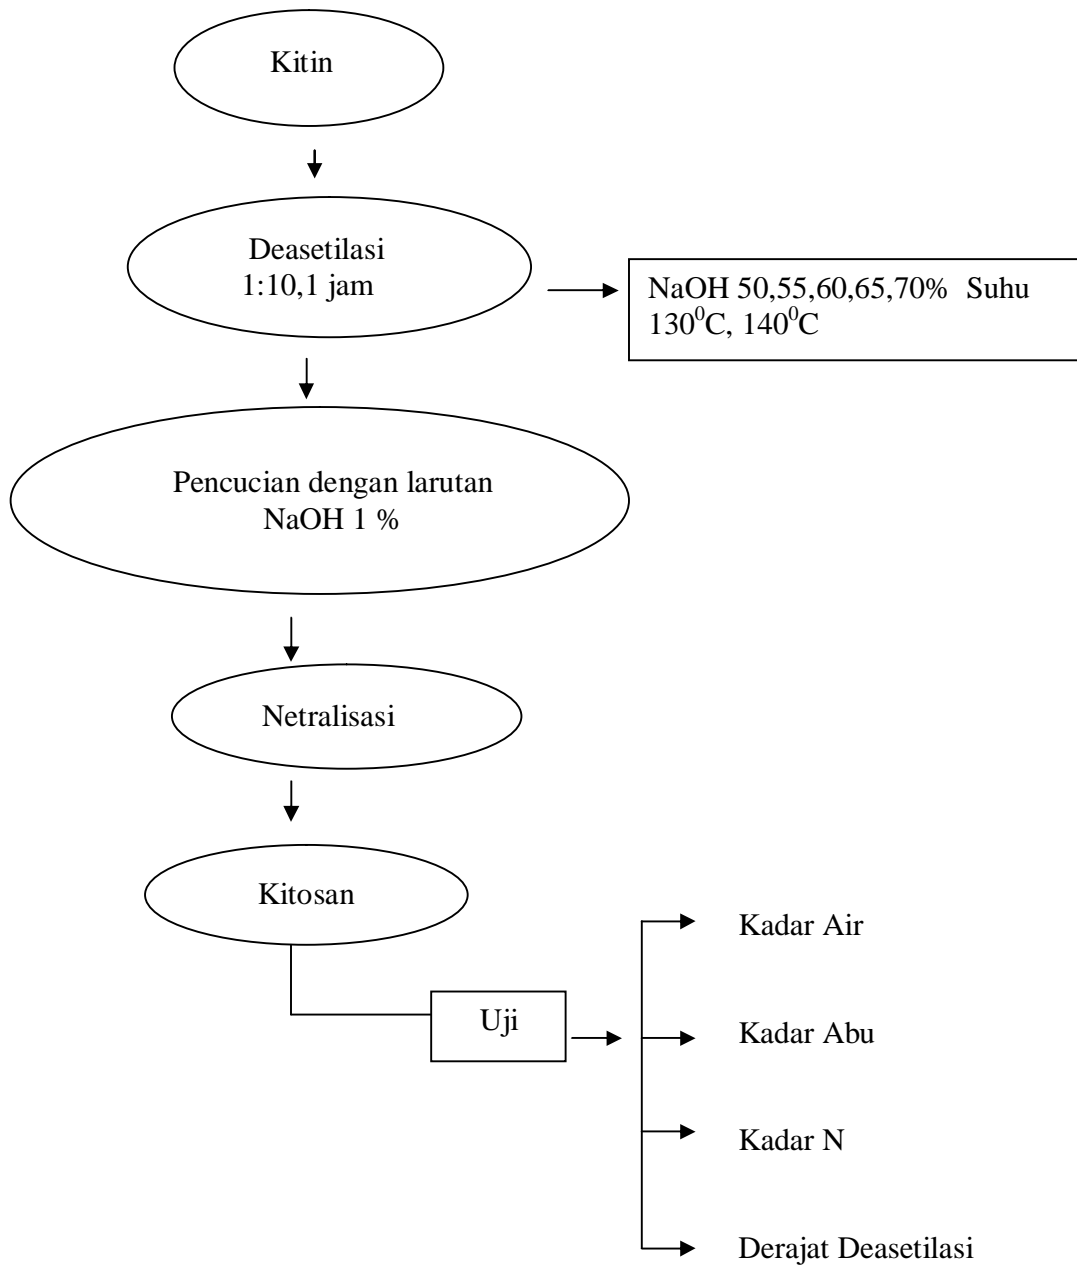 Kitin
Deasetilasi
1:10,1 jam
NaOH 50,55,60,65,70%  Suhu
130⁰C, 140⁰C
Pencucian dengan larutan
NaOH 1 %
Netralisasi
Kitosan
Uji
Kadar Air
Kadar Abu
Kadar N
Derajat Deasetilasi